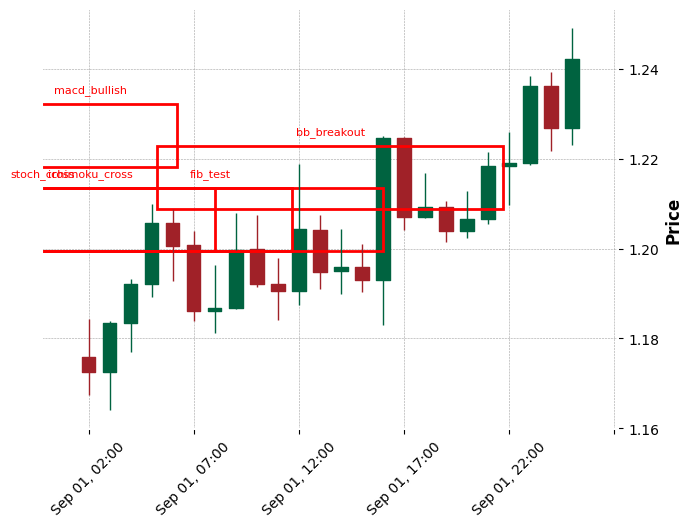 1.24
macd_bullish
bb_breakout
1.22
stoch_cross
ichimoku_cross
fib_test
1.20
1.18
1.16
Price
Sep 01, 02:00
Sep 01, 07:00
Sep 01, 12:00
Sep 01, 17:00
Sep 01, 22:00